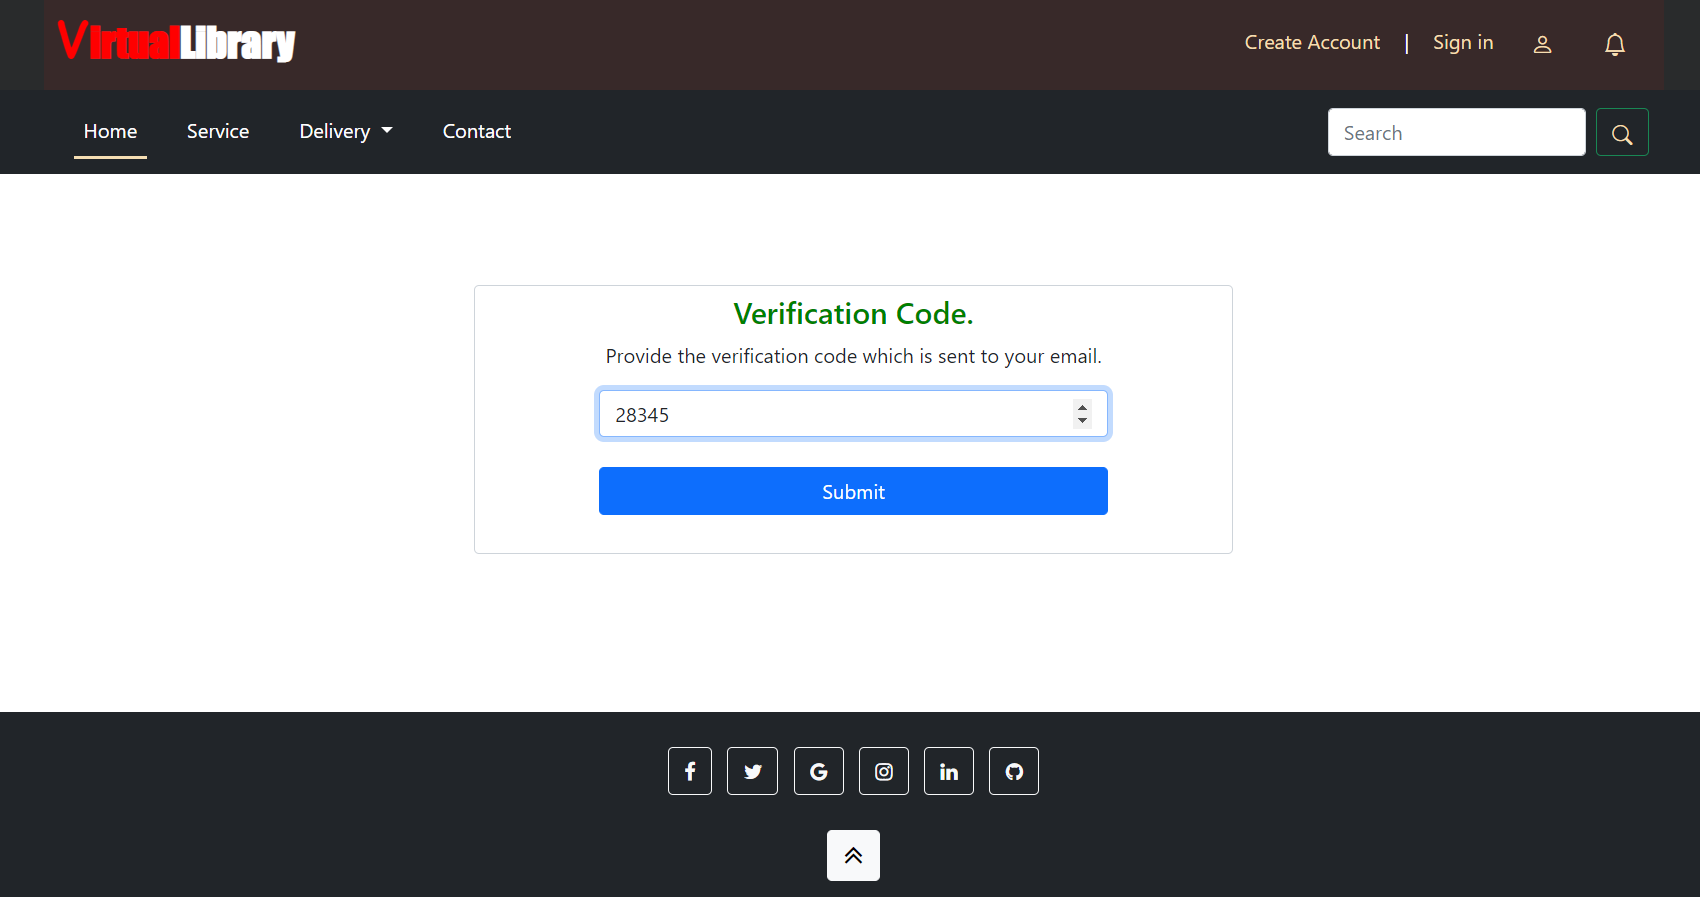 VirtualLibrary
Create Account | Sign in
Home Service Delivery Contact
Search
Verification Code.
Provide the verification code which is sent to your email.
28345
Submit